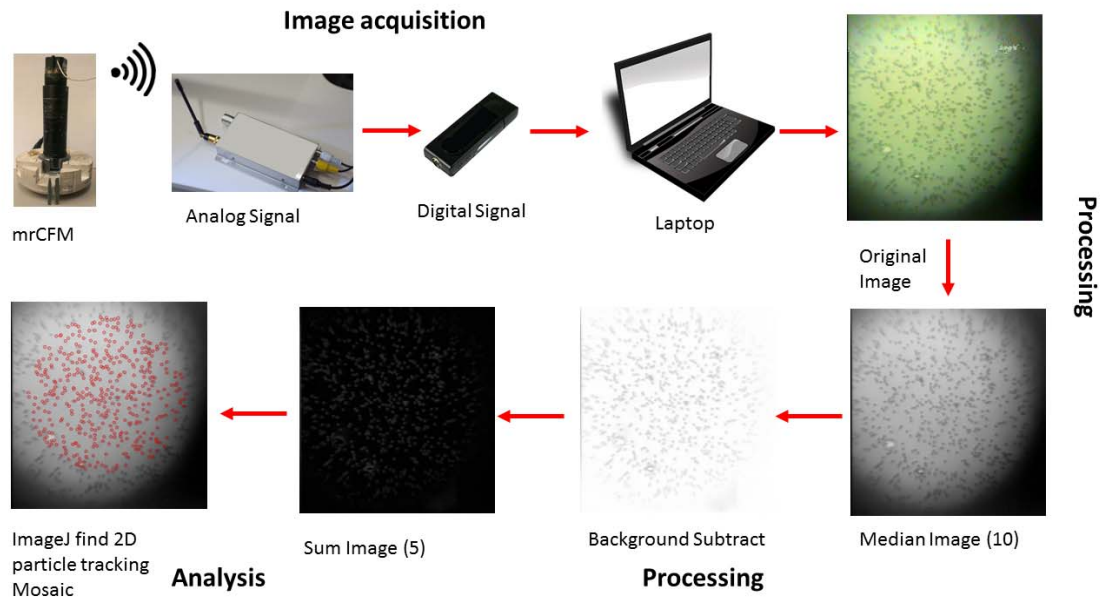 Image acquisition
mrCFM
Analog Signal
Digital Signal
Laptop
Processing
Original
Image
Median Image (10)
Background Subtract
Sum Image (5)
ImageJ find 2D
particle tracking
Mosaic
Analysis
Processing